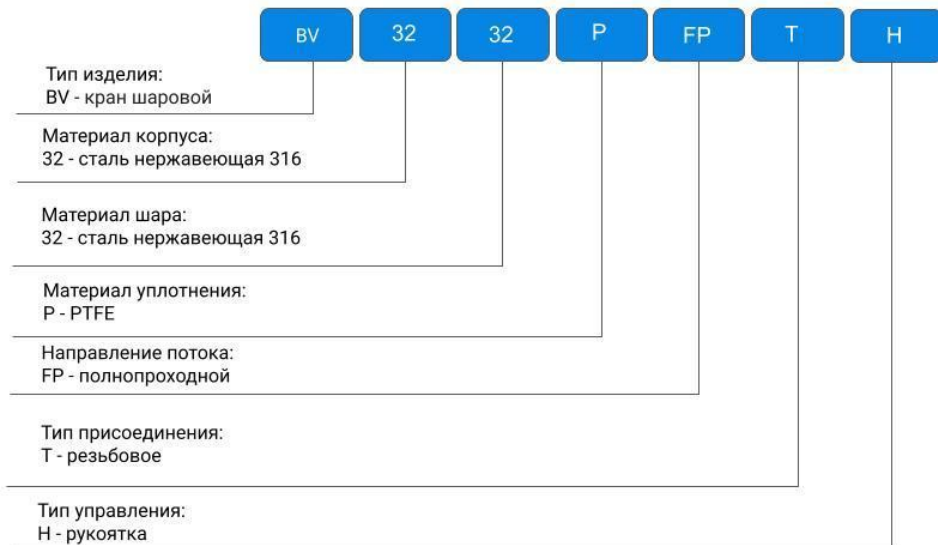 BV 32 32 P FP T H
Тип изделия:
BV - кран шаровой
Материал корпуса:
32 - сталь нержавеющая 316
Материал шара:
32 - сталь нержавеющая 316
Материал уплотнения:
P - PTFE
Направление потока:
FP - полнопроходной
Тип присоединения:
T - резьбовое
Тип управления:
H - рукоятка